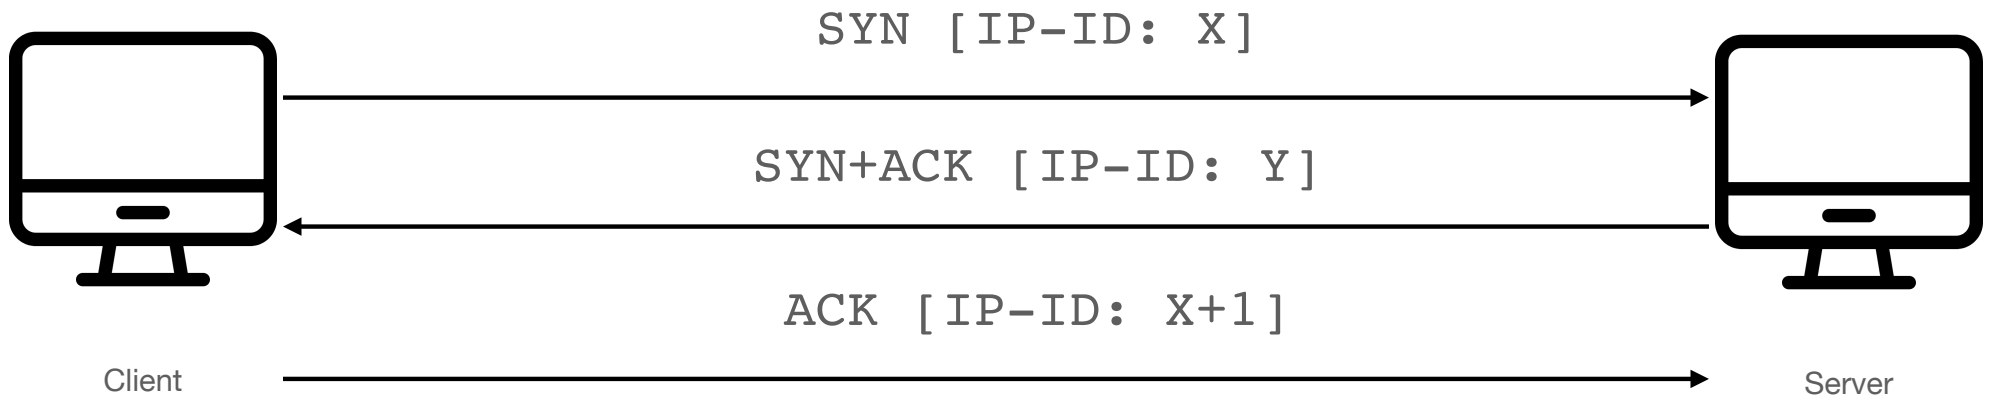 SYN [IP-ID: X]
SYN+ACK [IP-ID: Y]
ACK [IP-ID: X+1]
Client
Server